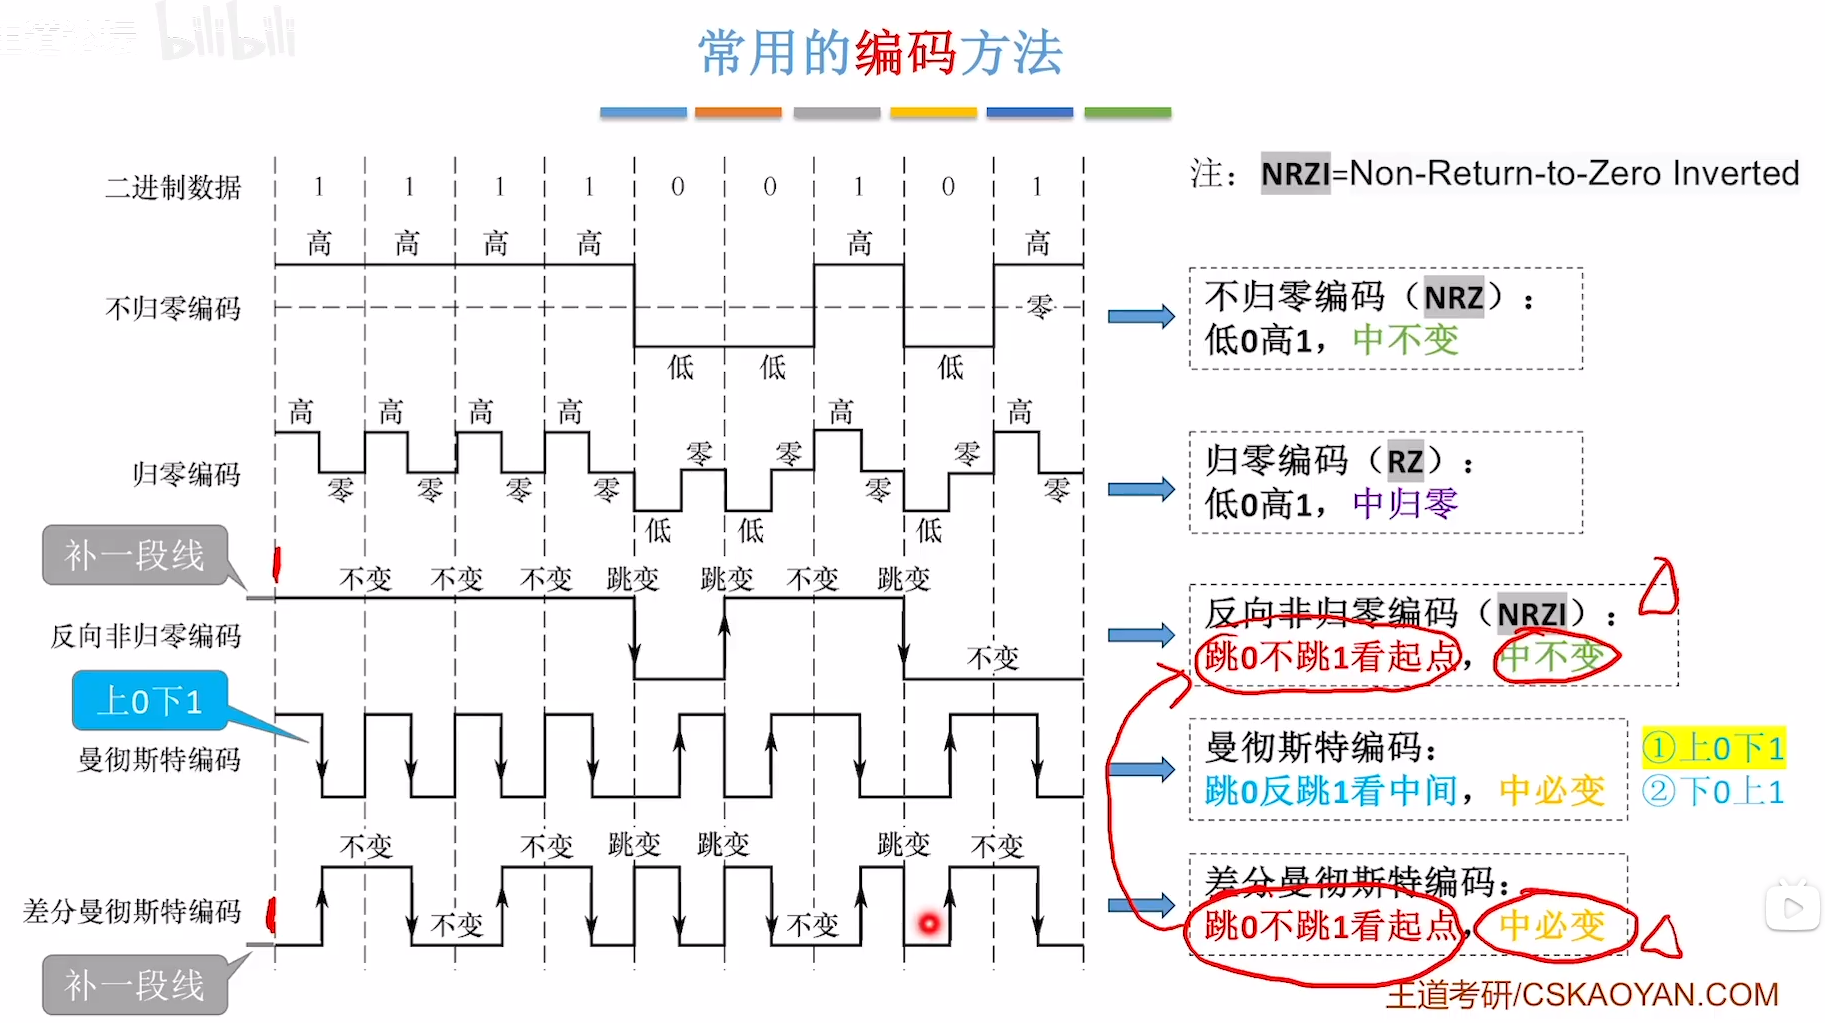 bilibili
常用的编码方法
二进制数据 1 1 1 1 0 0 1 0 1
注：NRZI=Non-Return-to-Zero Inverted
高 高 高 高 高 高
不归零编码
零
低 低 低
不归零编码（NRZ）：
低0高1，中不变
高 高 高 高 高 高
零 零 零
归零编码
零 零 零 零 零 零
低 低 低
归零编码（RZ）：
低0高1，中归零
补一段线
不变 不变 不变 跳变 跳变 不变 跳变
反向非归零编码
不变
反向非归零编码（NRZI）：
跳0不跳1看起点，中不变
上0下1
曼彻斯特编码
曼彻斯特编码：
跳0反跳1看中间，中必变
①上0下1
②下0上1
不变 不变 跳变 跳变 跳变 不变
差分曼彻斯特编码
不变 不变
差分曼彻斯特编码：
跳0不跳1看起点，中必变
补一段线
王道考研/CSKAOYAN.COM